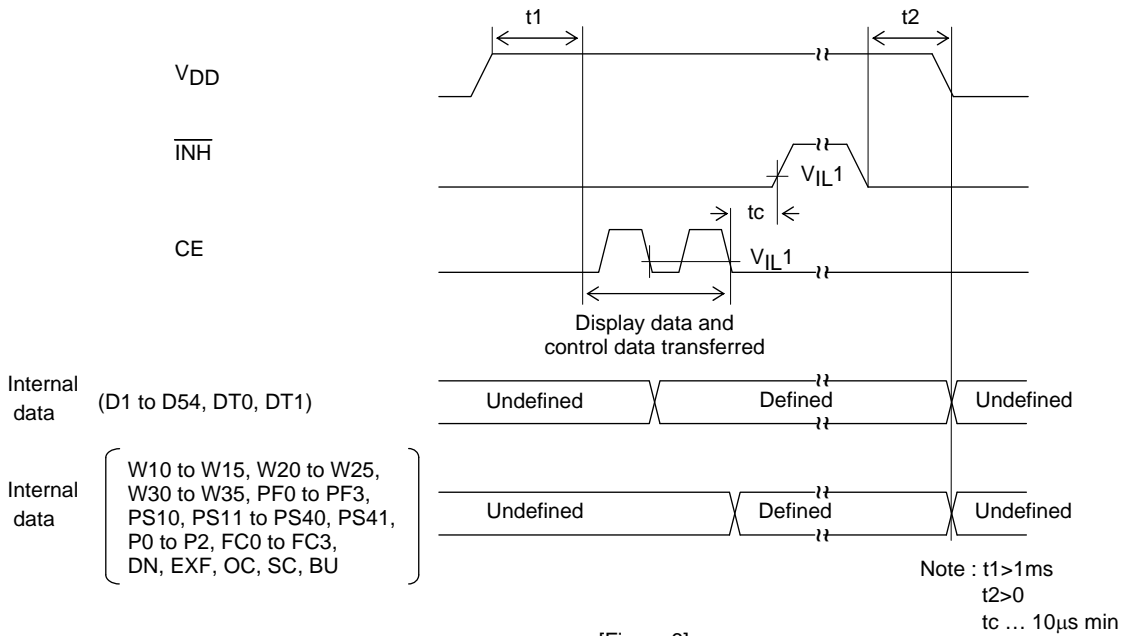 t1
t2
VDD
INH
VIL1
tc
CE
VIL1
Display data and
control data transferred
Internal
data
(D1 to D54, DT0, DT1)
Undefined
Defined
Undefined
Internal
data
W10 to W15, W20 to W25,
W30 to W35, PF0 to PF3,
PS10, PS11 to PS40, PS41,
P0 to P2, FC0 to FC3,
DN, EXF, OC, SC, BU
Undefined
Defined
Undefined
Note : t1>1ms
t2>0
tc … 10μs min